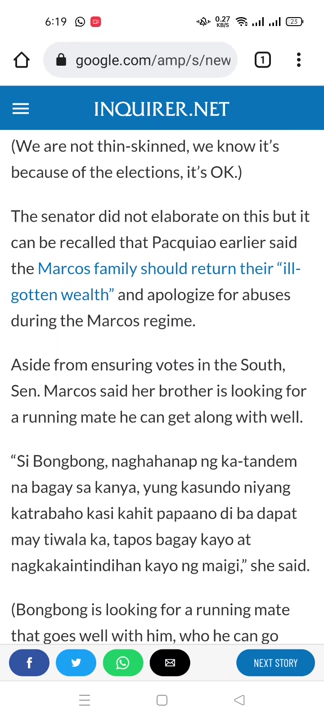 6:19
0.27
KB/S
25
google.com/amp/s/new
1
INQUIRER.NET
(We are not thin-skinned, we know it's
because of the elections, it's OK.)
The senator did not elaborate on this but it
can be recalled that Pacquiao earlier said
the Marcos family should return their “ill-
gotten wealth” and apologize for abuses
during the Marcos regime.
Aside from ensuring votes in the South,
Sen. Marcos said her brother is looking for
a running mate he can get along with well.
“Si Bongbong, naghahanap ng ka-tandem
na bagay sa kanya, yung kasundo niyang
katrabaho kasi kahit papaano di ba dapat
may tiwala ka, tapos bagay kayo at
nagkakaintindihan kayo ng maigi,” she said.
(Bongbong is looking for a running mate
that goes well with him, who he can go
NEXT STORY